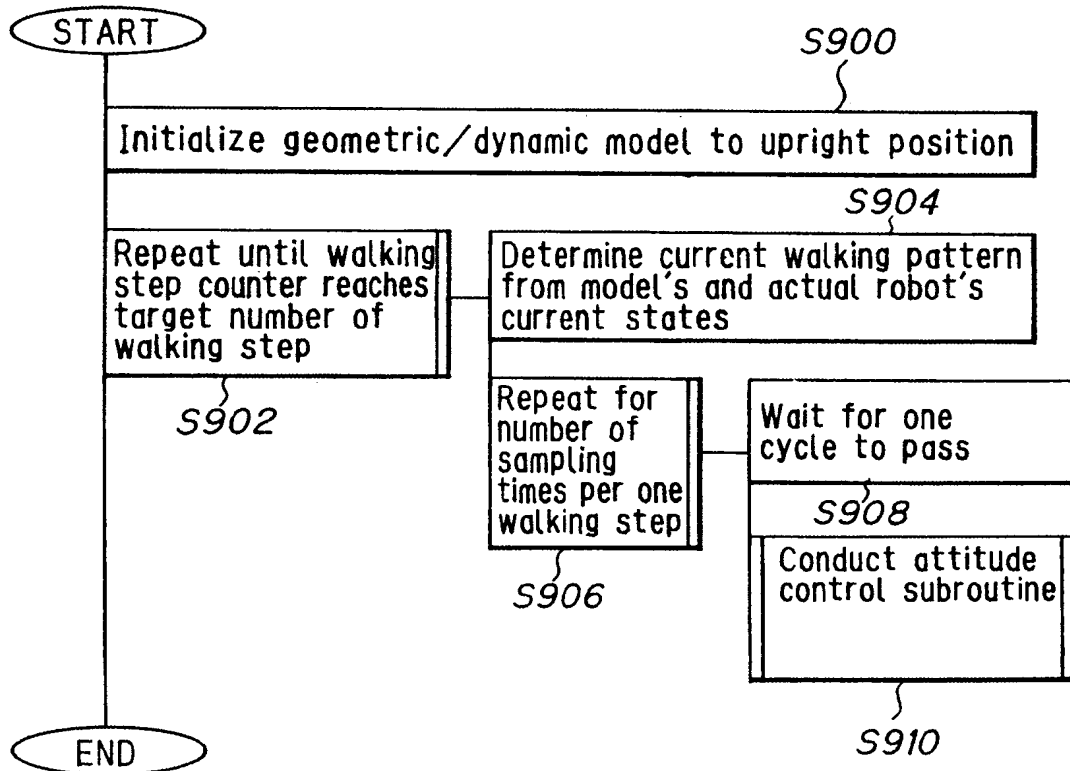 START
S900
Initialize geometric/dynamic model to upright position
S904
Repeat until walking
step counter reaches
target number of
walking step
S902
Determine current walking pattern
from model's and actual robot's
current states
Repeat for
number of
sampling
times per one
walking step
S906
Wait for one
cycle to pass
S908
Conduct attitude
control subroutine
S910
END